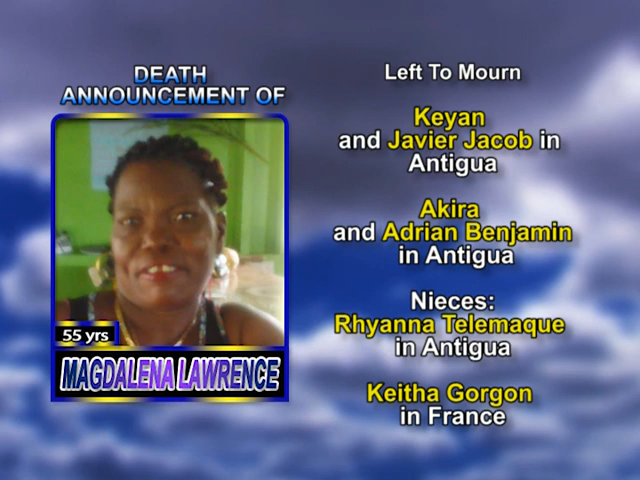 DEATH
ANNOUNCEMENT OF
55 yrs
MAGDALENA LAWRENCE
Left To Mourn
Keyan
and Javier Jacob in
Antigua
Akira
and Adrian Benjamin
in Antigua
Nieces:
Rhyanna Telemaque
in Antigua
Keitha Gorgon
in France